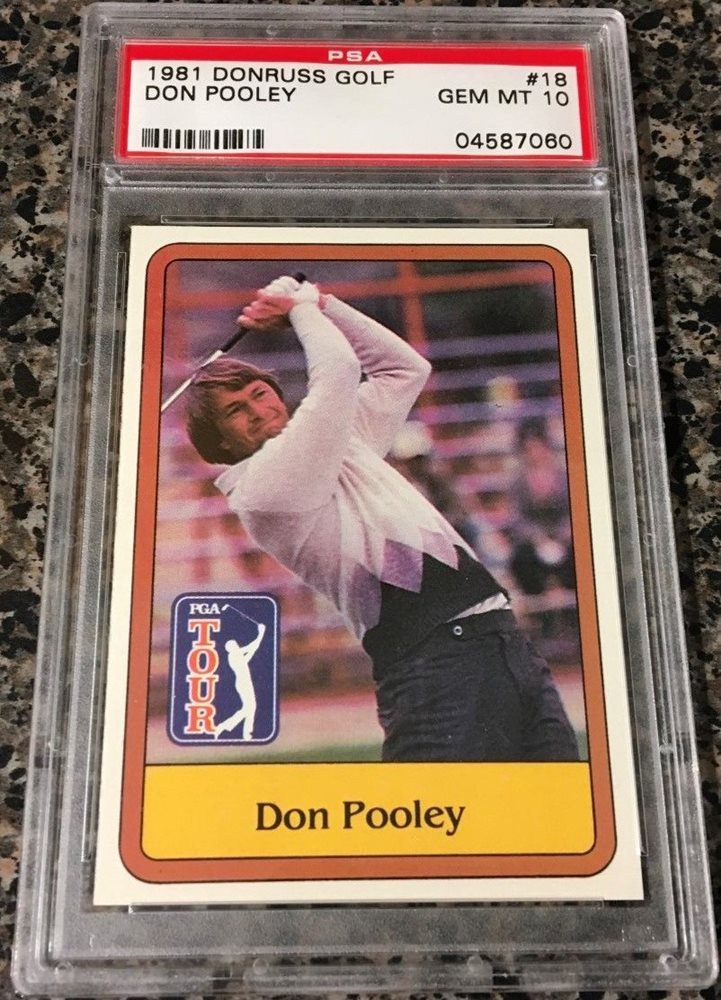 PSA
1981 DONRUSS GOLF #18
DON POOLEY GEM MT 10
04587060
PGA
TOUR
Don Pooley